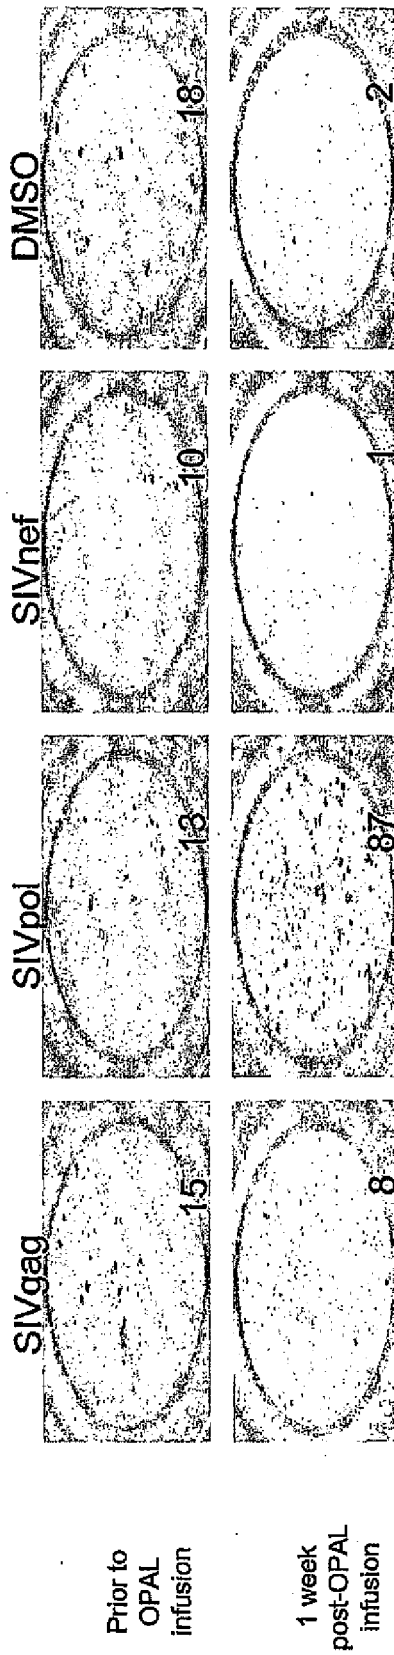 SIVgag SIVpol SIVnef DMSO
Prior to
OPAL
infusion
15 13 10 18
1 week
post-OPAL
infusion
8 87 1 2